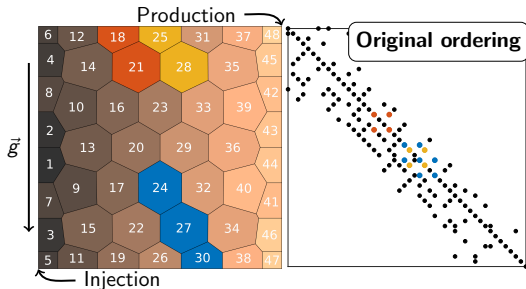 Production
Original ordering
6 12 18 25 31 37 48
4 14 21 28 35 45
8 10 16 23 33 39 42
2 13 20 29 36 43
1 9 17 24 32 40 44
7 15 22 27 34 41
3 11 19 26 30 38 46
5 47
g
Injection